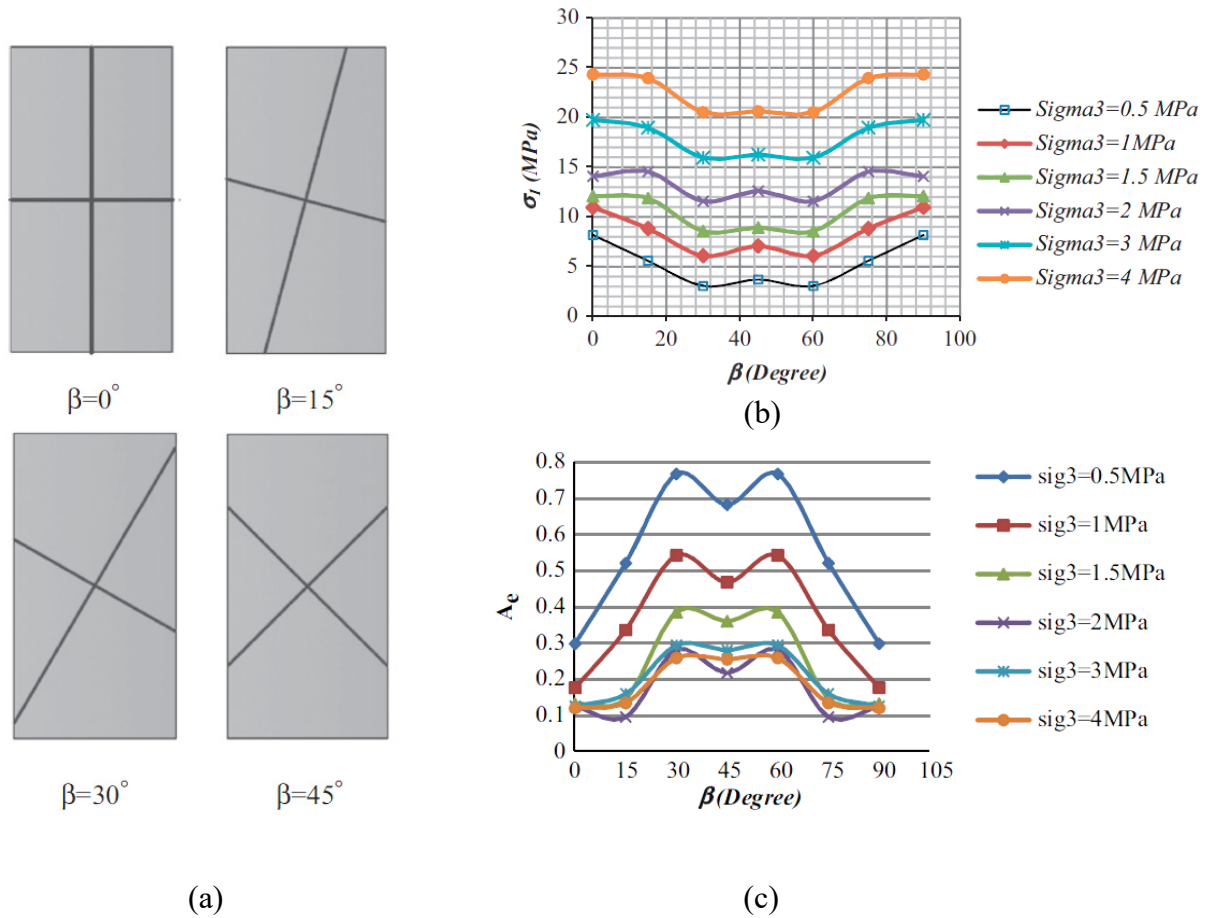 β=0°
β=15°
β=30°
β=45°
(a)
30
25
20
15
10
5
0
σ1 (MPa)
0 20 40 60 80 100
β (Degree)
Sigma3=0.5 MPa
Sigma3=1MPa
Sigma3=1.5 MPa
Sigma3=2 MPa
Sigma3=3 MPa
Sigma3=4 MPa
(b)
0.8
0.7
0.6
0.5
0.4
0.3
0.2
0.1
0
Ae
0 15 30 45 60 75 90 105
β (Degree)
sig3=0.5MPa
sig3=1MPa
sig3=1.5MPa
sig3=2MPa
sig3=3MPa
sig3=4MPa
(c)